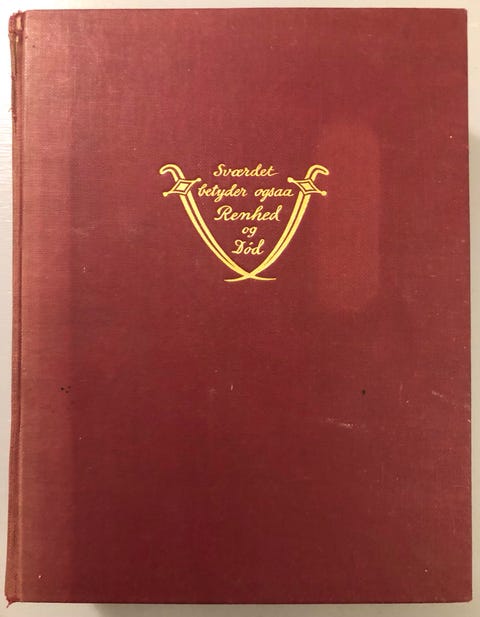 Sværdet
betyder ogsaa
Renhed
og
Død